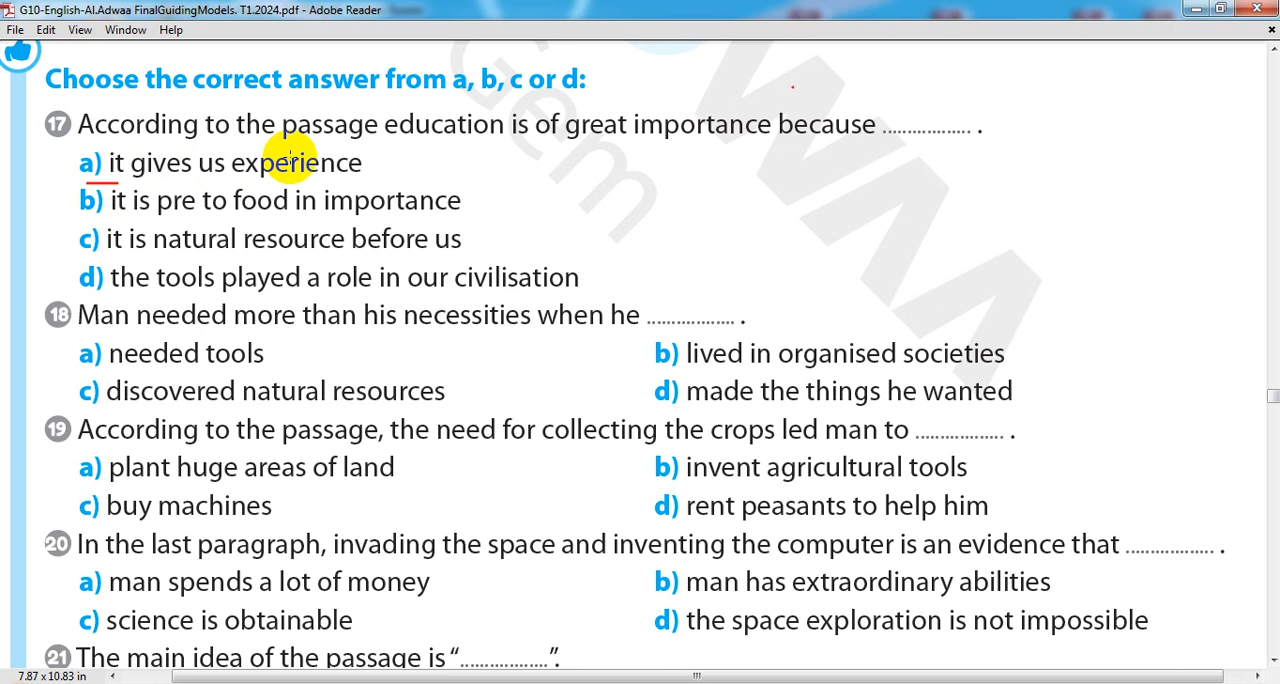 G10-English-Al.Adwaa FinalGuidingModels. T1.2024.pdf - Adobe Reader
File Edit View Window Help
Choose the correct answer from a, b, c or d:
17 According to the passage education is of great importance because ................. .
a) it gives us experience
b) it is pre to food in importance
c) it is natural resource before us
d) the tools played a role in our civilisation
18 Man needed more than his necessities when he ................. .
a) needed tools b) lived in organised societies
c) discovered natural resources d) made the things he wanted
19 According to the passage, the need for collecting the crops led man to ................. .
a) plant huge areas of land b) invent agricultural tools
c) buy machines d) rent peasants to help him
20 In the last paragraph, invading the space and inventing the computer is an evidence that ................. .
a) man spends a lot of money b) man has extraordinary abilities
c) science is obtainable d) the space exploration is not impossible
21 The main idea of the passage is “.................”.
7.87 x 10.83 in
Gem